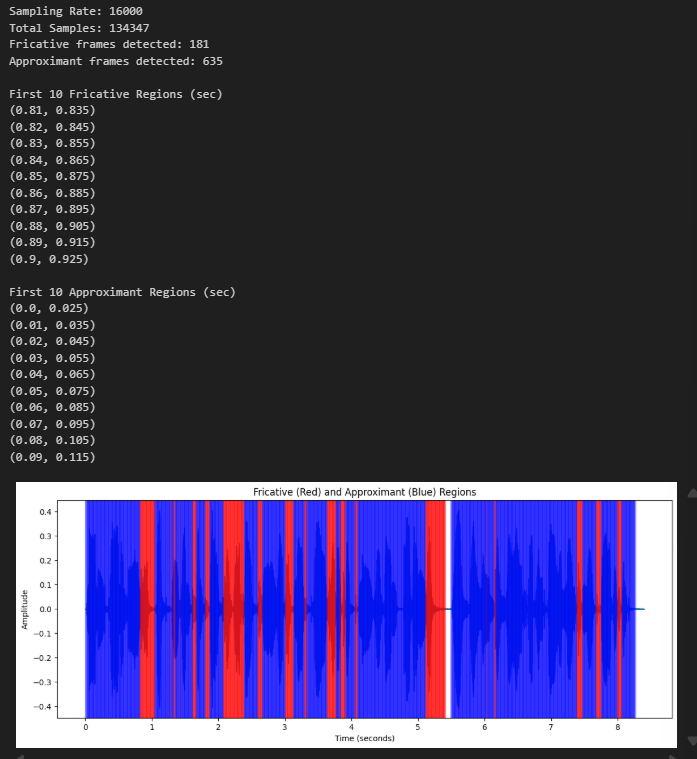 Sampling Rate: 16000
Total Samples: 134347
Fricative frames detected: 181
Approximant frames detected: 635
First 10 Fricative Regions (sec)
(0.81, 0.835)
(0.82, 0.845)
(0.83, 0.855)
(0.84, 0.865)
(0.85, 0.875)
(0.86, 0.885)
(0.87, 0.895)
(0.88, 0.905)
(0.89, 0.915)
(0.9, 0.925)
First 10 Approximant Regions (sec)
(0.0, 0.025)
(0.01, 0.035)
(0.02, 0.045)
(0.03, 0.055)
(0.04, 0.065)
(0.05, 0.075)
(0.06, 0.085)
(0.07, 0.095)
(0.08, 0.105)
(0.09, 0.115)
Fricative (Red) and Approximant (Blue) Regions
0.4
0.3
0.2
0.1
0.0
−0.1
−0.2
−0.3
−0.4
Amplitude
0 1 2 3 4 5 6 7 8
Time (seconds)